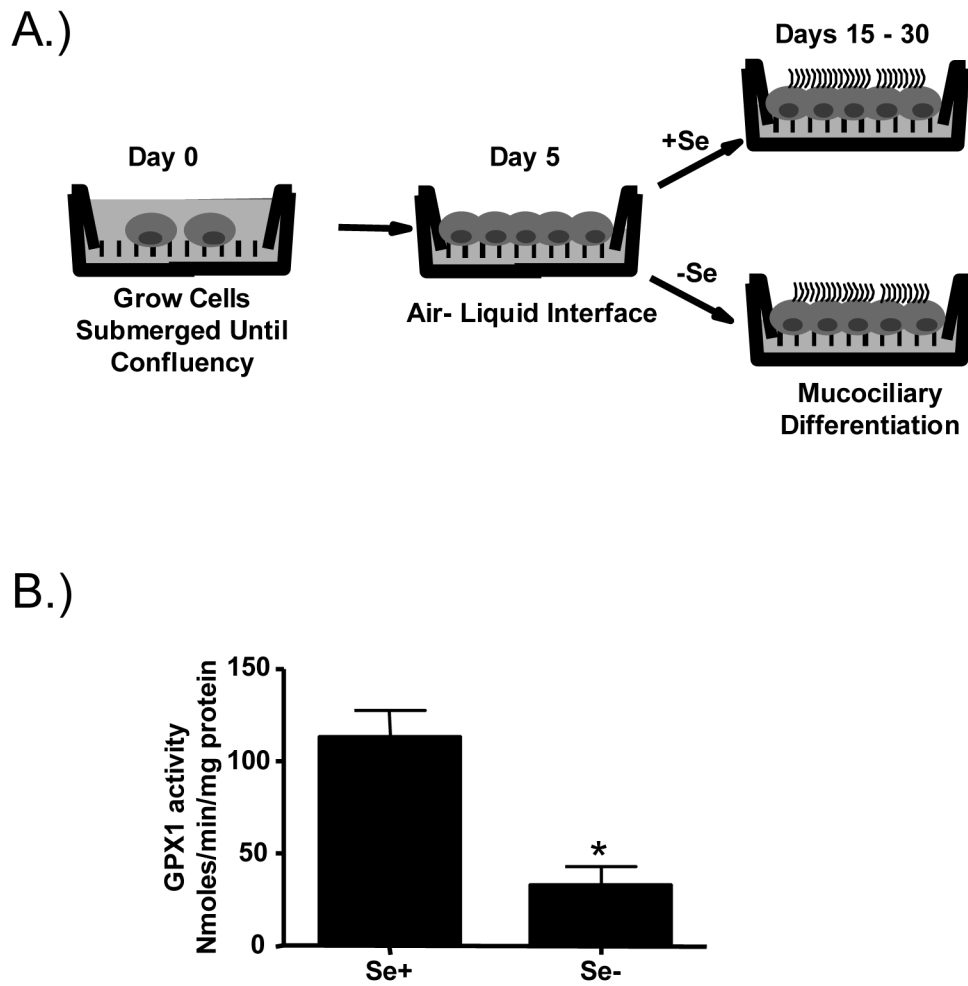 A.)
Days 15 - 30
Day 0
Day 5
+Se
-Se
Grow Cells
Submerged Until
Confluency
Air- Liquid Interface
Mucociliary
Differentiation
B.)
GPX1 activity
Nmoles/min/mg protein
150
100
50
0
*
Se+
Se-